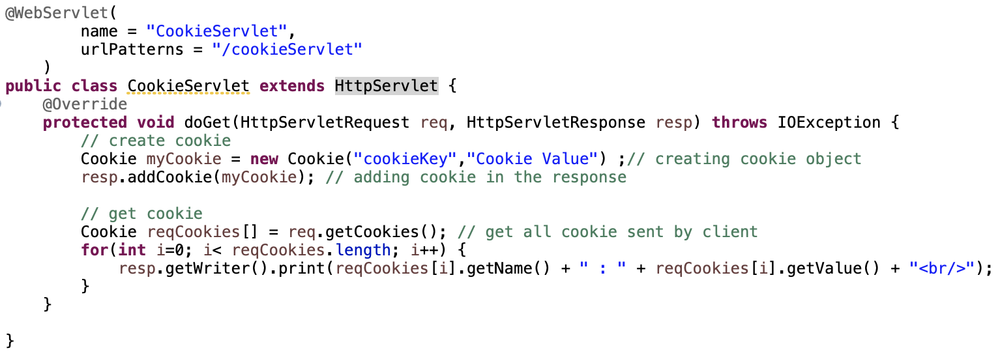 @WebServlet(
        name = "CookieServlet",
        urlPatterns = "/cookieServlet"
    )
public class CookieServlet extends HttpServlet {
    @Override
    protected void doGet(HttpServletRequest req, HttpServletResponse resp) throws IOException {
        // create cookie
        Cookie myCookie = new Cookie("cookieKey","Cookie Value") ;// creating cookie object
        resp.addCookie(myCookie); // adding cookie in the response

        // get cookie
        Cookie reqCookies[] = req.getCookies(); // get all cookie sent by client
        for(int i=0; i< reqCookies.length; i++) {
            resp.getWriter().print(reqCookies[i].getName() + " : " + reqCookies[i].getValue() + "<br/>");
        }
    }

}